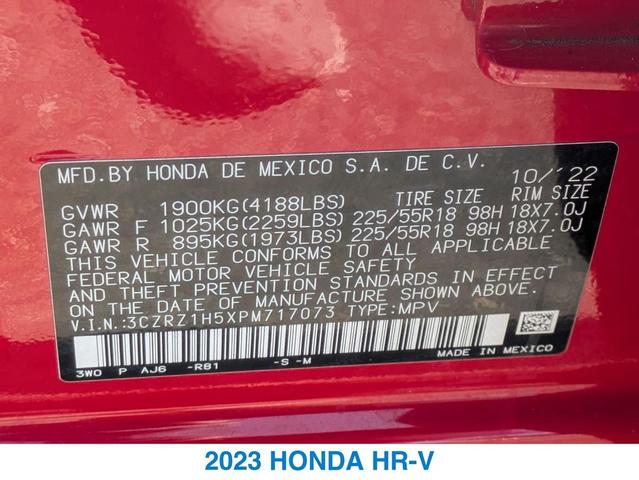 MFD.BY HONDA DE MEXICO S.A. DE C.V. 10/'22
GVWR 1900KG(4188LBS) TIRE SIZE RIM SIZE
GAWR F 1025KG(2259LBS) 225/55R18 98H 18X7.0J
GAWR R 895KG(1973LBS) 225/55R18 98H 18X7.0J
THIS VEHICLE CONFORMS TO ALL APPLICABLE
FEDERAL MOTOR VEHICLE SAFETY
AND THEFT PREVENTION STANDARDS IN EFFECT
ON THE DATE OF MANUFACTURE SHOWN ABOVE.
V.I.N.:3CZRZ1H5XPM717073 TYPE:MPV
3WO P AJ6 -R81 -S -M MADE IN MEXICO
2023 HONDA HR-V